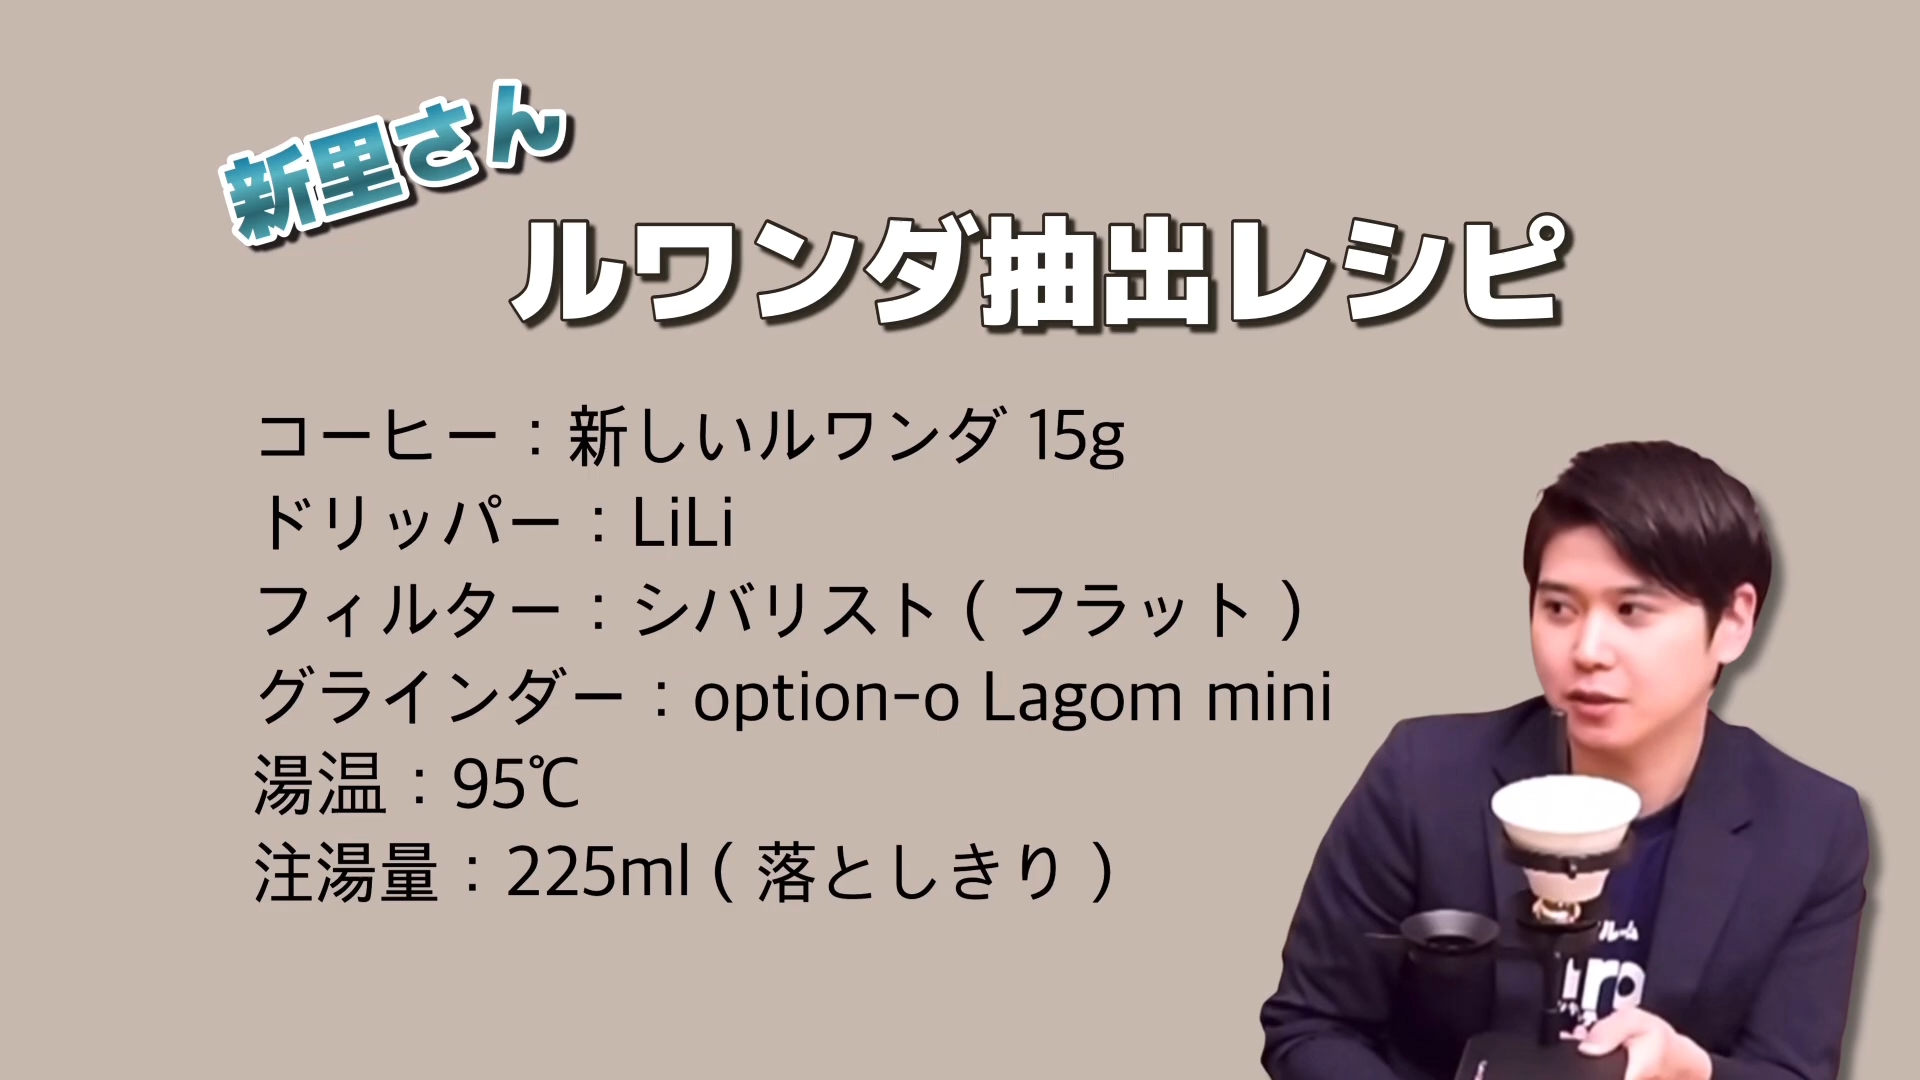 新里さん
ルワンダ抽出レシピ
コーヒー：新しいルワンダ 15g
ドリッパー：LiLi
フィルター：シバリスト ( フラット )
グラインダー：option-o Lagom mini
湯温：95℃
注湯量：225ml ( 落としきり )